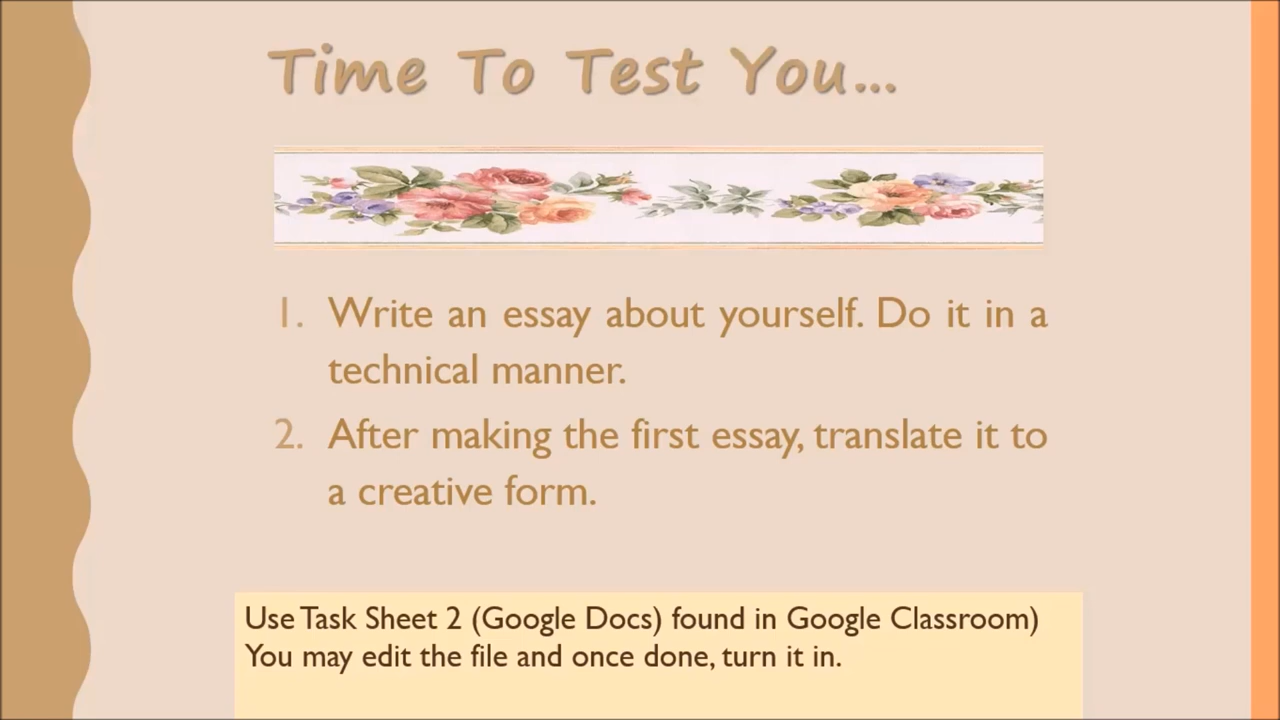 Time To Test You...
1. Write an essay about yourself. Do it in a
technical manner.
2. After making the first essay, translate it to
a creative form.
Use Task Sheet 2 (Google Docs) found in Google Classroom)
You may edit the file and once done, turn it in.